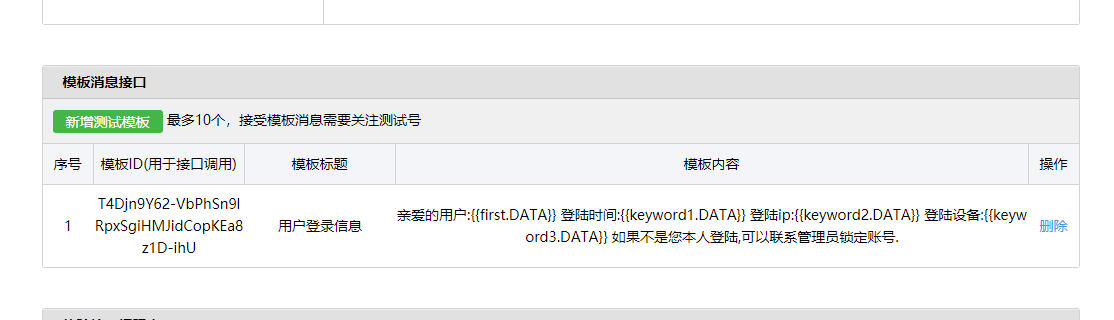 模板消息接口
新增测试模板 最多10个，接受模板消息需要关注测试号
序号 模板ID(用于接口调用) 模板标题 模板内容 操作
1 T4Djn9Y62-VbPhSn9I
RpxSgiHMJidCopKEa8
z1D-ihU 用户登录信息 亲爱的用户:{{first.DATA}} 登陆时间:{{keyword1.DATA}} 登陆ip:{{keyword2.DATA}} 登陆设备:{{keyw
ord3.DATA}} 如果不是您本人登陆,可以联系管理员锁定账号. 删除